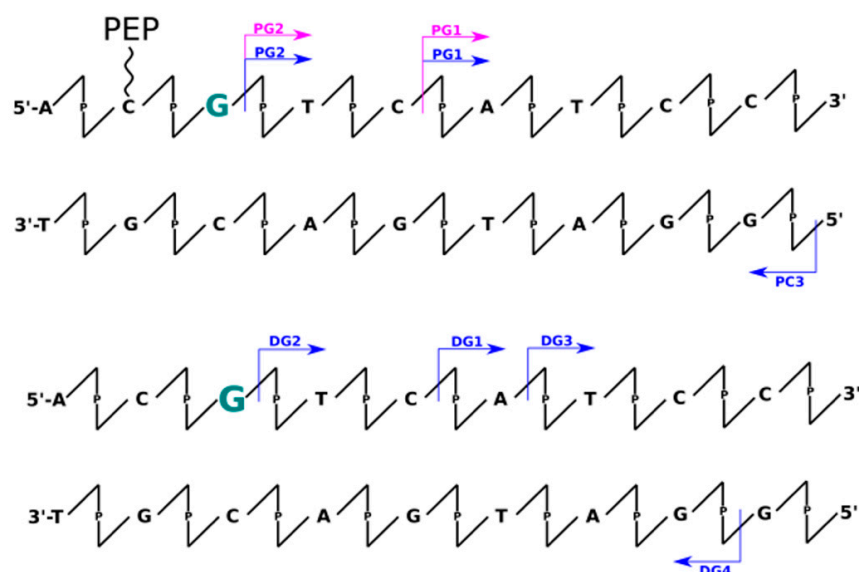 PEP
PG2 PG1
PG2 PG1
5'-A P C P G P T P C P A P T P C P C P 3'
3'-T P G P C P A P G P T P A P G P G P 5'
PC3
DG2 DG1 DG3
5'-A P C P G P T P C P A P T P C P C P 3'
3'-T P G P C P A P G P T P A P G P G P 5'
DG4